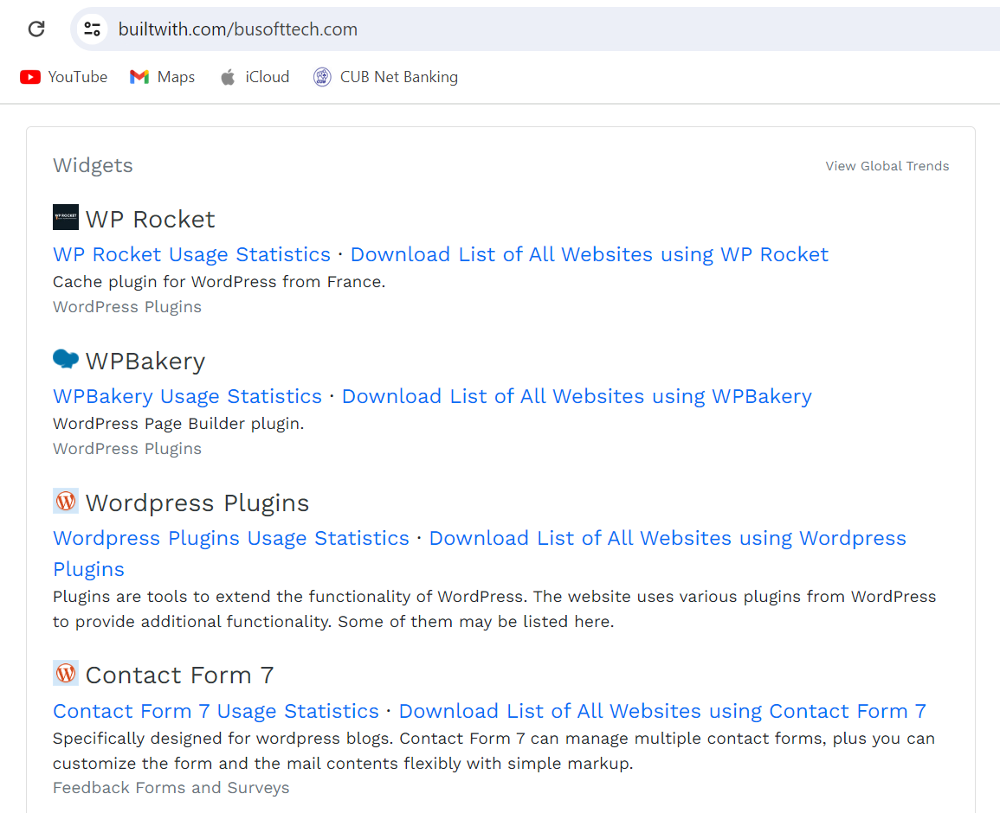 builtwith.com/busofttech.com
YouTube Maps iCloud CUB Net Banking
Widgets View Global Trends
WP ROCKET WP Rocket
WP Rocket Usage Statistics · Download List of All Websites using WP Rocket
Cache plugin for WordPress from France.
WordPress Plugins
WPBakery
WPBakery Usage Statistics · Download List of All Websites using WPBakery
WordPress Page Builder plugin.
WordPress Plugins
Wordpress Plugins
Wordpress Plugins Usage Statistics · Download List of All Websites using Wordpress
Plugins
Plugins are tools to extend the functionality of WordPress. The website uses various plugins from WordPress
to provide additional functionality. Some of them may be listed here.
Contact Form 7
Contact Form 7 Usage Statistics · Download List of All Websites using Contact Form 7
Specifically designed for wordpress blogs. Contact Form 7 can manage multiple contact forms, plus you can
customize the form and the mail contents flexibly with simple markup.
Feedback Forms and Surveys